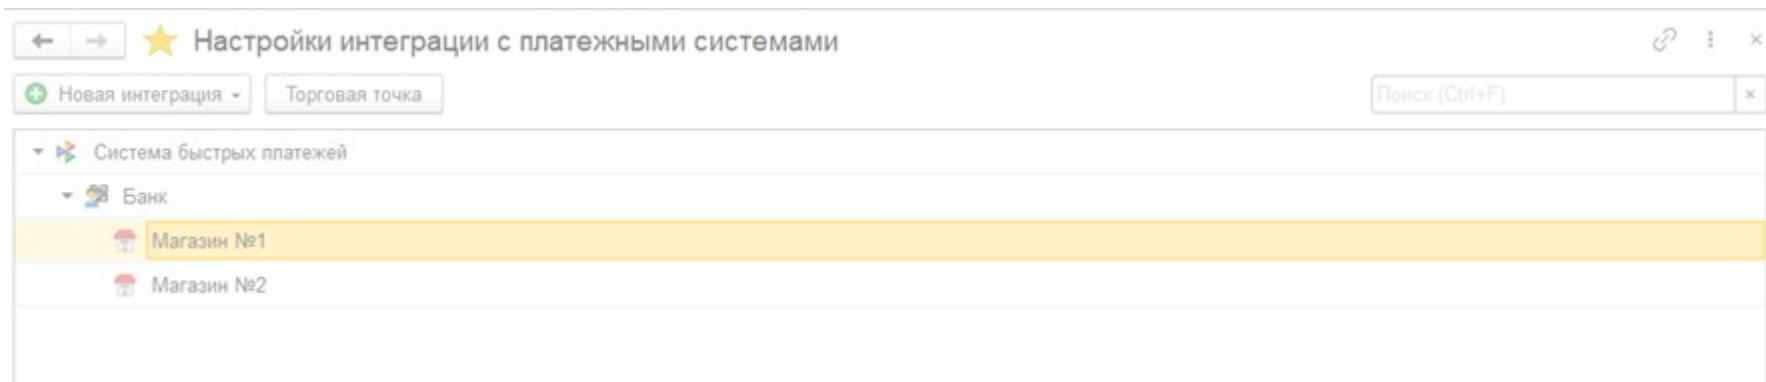 Настройки интеграции с платежными системами
Новая интеграция Торговая точка Поиск (Ctrl+F)
Система быстрых платежей
Банк
Магазин №1
Магазин №2